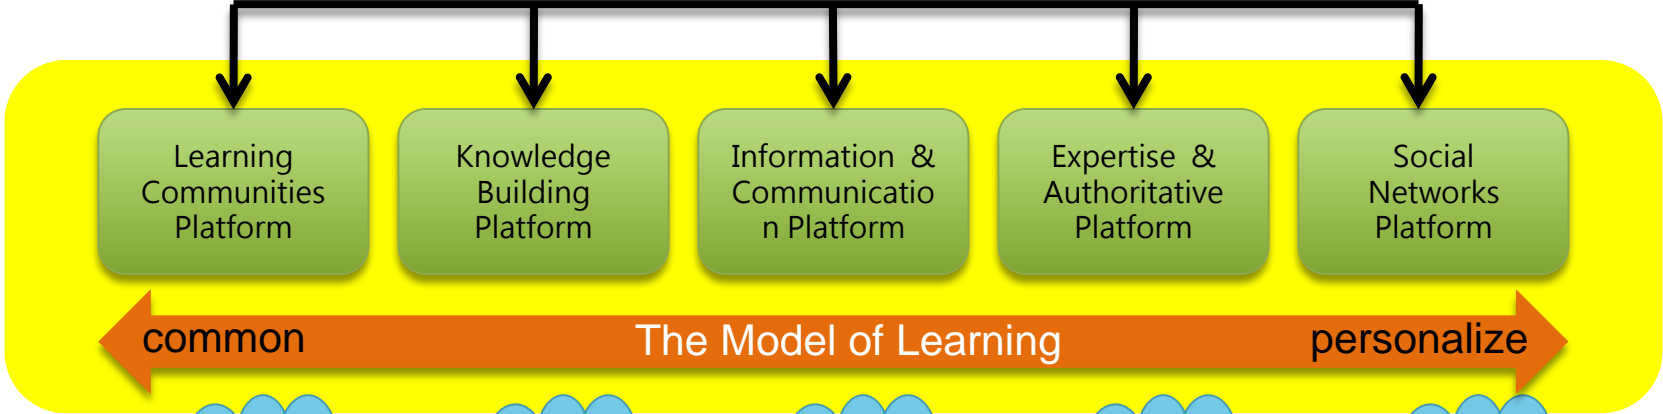 Learning
Communities
Platform
Knowledge
Building
Platform
Information &
Communicatio
n Platform
Expertise &
Authoritative
Platform
Social
Networks
Platform
common
The Model of Learning
personalize